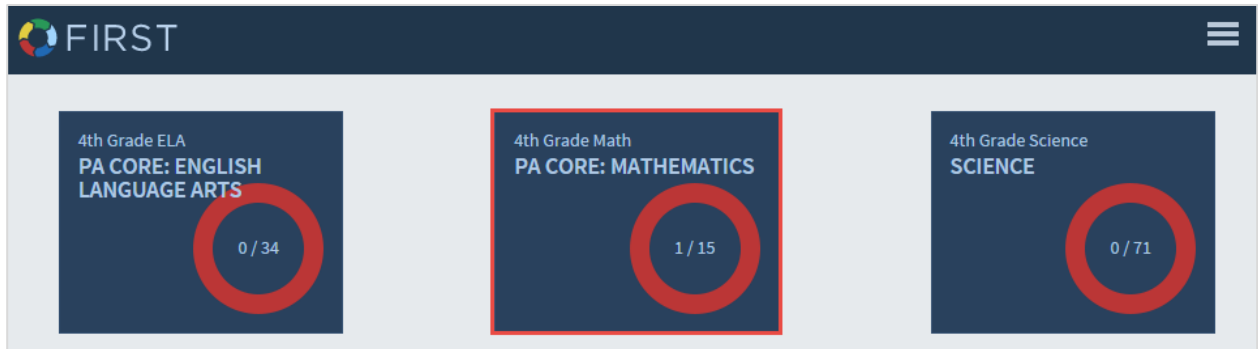 FIRST
4th Grade ELA
PA CORE: ENGLISH
LANGUAGE ARTS
0 / 34
4th Grade Math
PA CORE: MATHEMATICS
1 / 15
4th Grade Science
SCIENCE
0 / 71